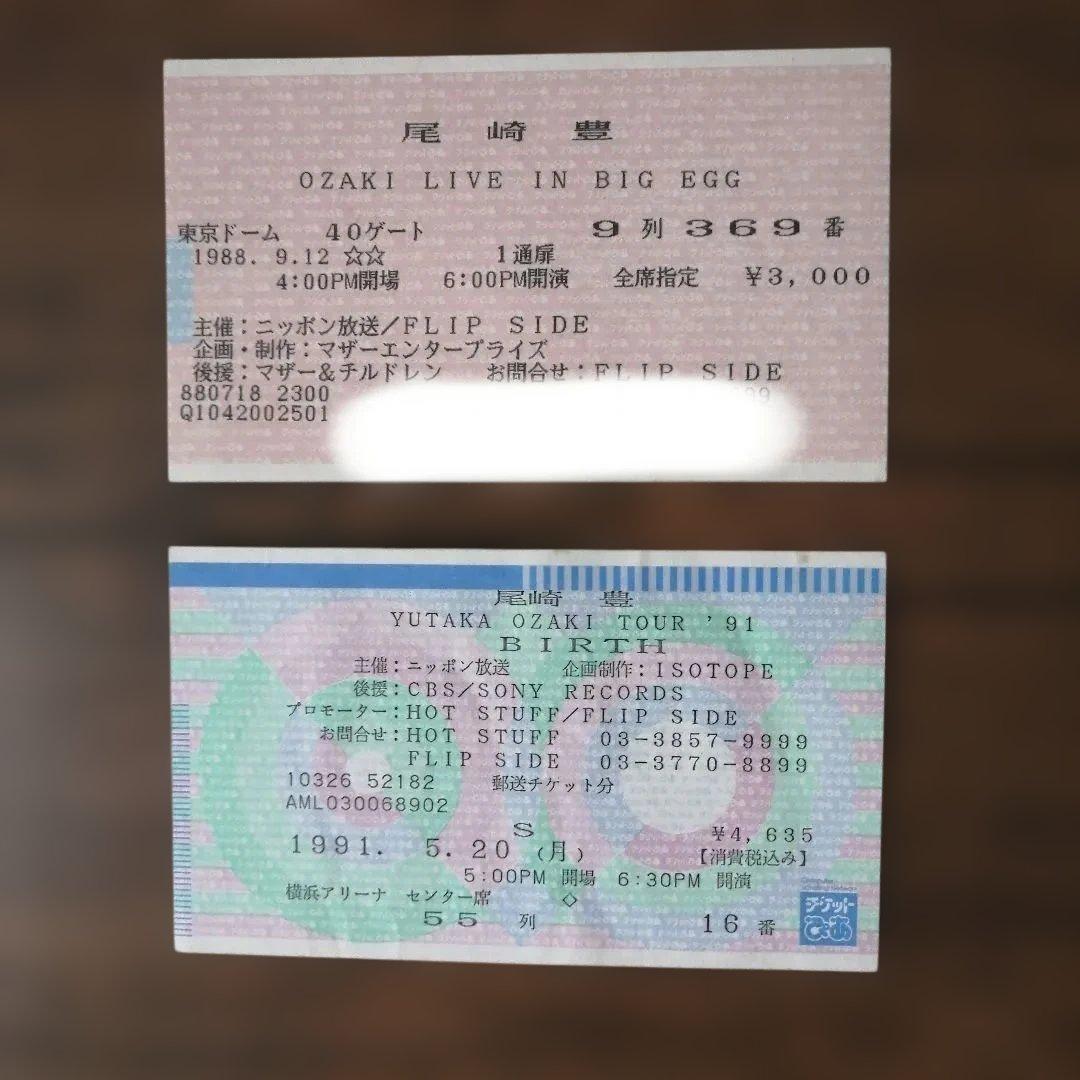 尾崎 豊
OZAKI LIVE IN BIG EGG
東京ドーム 40ゲート 9列 369番
1988. 9.12 ☆☆ 1通扉
4:00PM開場 6:00PM開演 全席指定 ¥3,000
主催：ニッポン放送／FLIP SIDE
企画・制作：マザーエンタープライズ
後援：マザー＆チルドレン お問合せ：FLIP SIDE
880718 2300 99
Q1042002501
尾崎 豊
YUTAKA OZAKI TOUR '91
BIRTH
主催：ニッポン放送 企画制作：ISOTOPE
後援：CBS／SONY RECORDS
プロモーター：HOT STUFF／FLIP SIDE
お問合せ：HOT STUFF 03-3857-9999
FLIP SIDE 03-3770-8899
10326 52182 郵送チケット分
AML030068902
S ¥4,635
1991. 5.20（月） 【消費税込み】
5:00PM 開場 6:30PM 開演
横浜アリーナ センター席 ◇
55 列 16 番
チケット
ぴあ